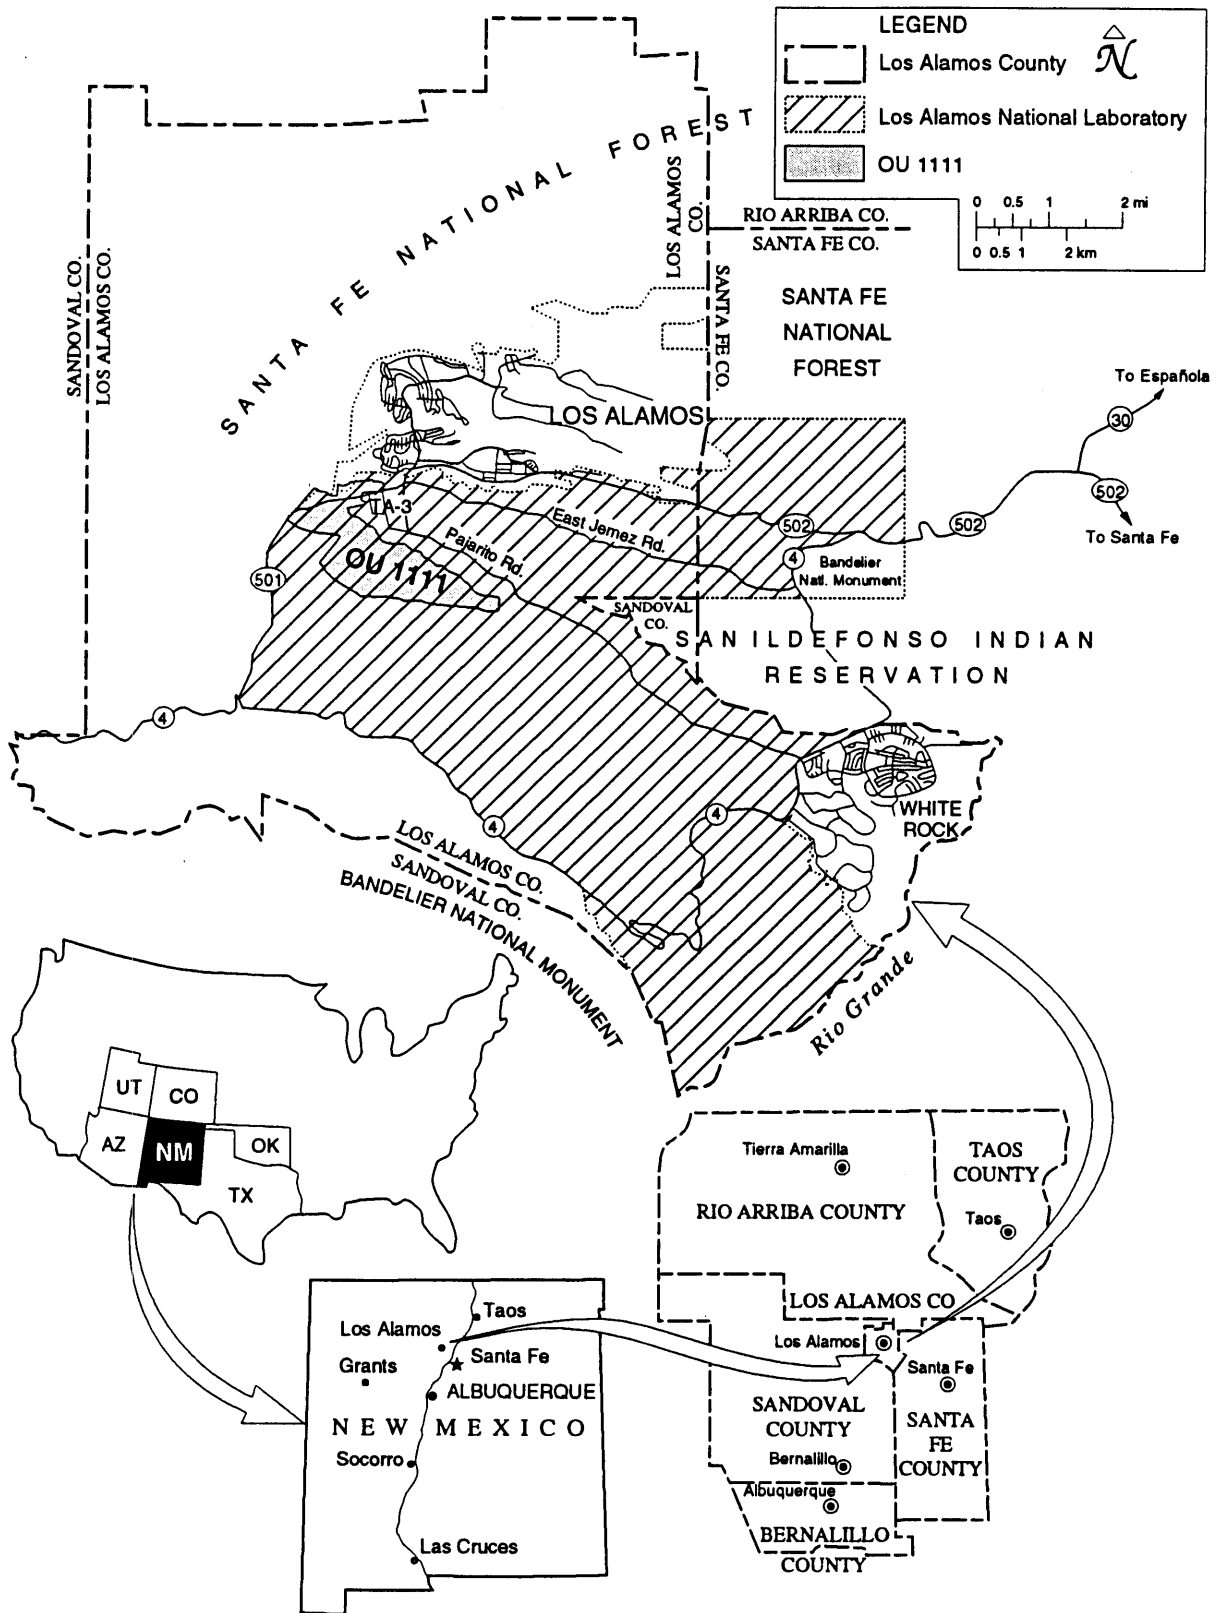 LEGEND
Los Alamos County
N
Los Alamos National Laboratory
OU 1111
0 0.5 1 2 mi
0 0.5 1 2 km
SANTA FE NATIONAL FOREST
LOS ALAMOS
CO.
RIO ARRIBA CO.
SANTA FE CO.
SANTA FE CO.
SANDOVAL CO.
LOS ALAMOS CO.
SANTA FE
NATIONAL
FOREST
To Española
30
LOS ALAMOS
502
To Santa Fe
502
502
TA-3
East Jemez Rd.
Pajarito Rd.
OU 1111
501
4
Bandelier
Natl. Monument
SANDOVAL
CO.
SAN ILDEFONSO INDIAN
RESERVATION
4
4
4
WHITE
ROCK
LOS ALAMOS CO.
SANDOVAL CO.
BANDELIER NATIONAL MONUMENT
Rio Grande
UT
CO
AZ
NM
OK
TX
Tierra Amarilla
TAOS
COUNTY
RIO ARRIBA COUNTY
Taos
LOS ALAMOS CO
Los Alamos
Santa Fe
SANDOVAL
COUNTY
SANTA
FE
COUNTY
Bernalillo
Albuquerque
BERNALILLO
COUNTY
Taos
Los Alamos
Santa Fe
Grants
ALBUQUERQUE
NEW MEXICO
Socorro
Las Cruces